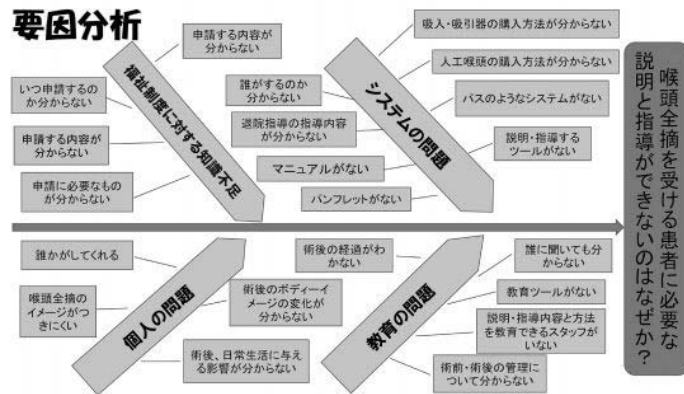 要因分析
申請する内容が
分からない
いつ申請するの
か分からない
申請する内容が
分からない
申請に必要なもの
が分からない
福祉制度に対する知識不足
吸入・吸引器の購入方法が分からない
人工喉頭の購入方法が分からない
誰がするのか
分からない
パスのようなシステムがない
退院指導の指導内容
が分からない
説明・指導する
ツールがない
マニュアルがない
パンフレットがない
システムの問題
誰かがしてくれる
喉頭全摘の
イメージがつ
きにくい
術後のボディーイ
メージの変化が
分からない
術後、日常生活に与え
る影響が分からない
個人の問題
術後の経過がわ
かない
誰に聞いても分
からない
教育ツールがない
説明・指導内容と方法
を教育できるスタッフが
いない
術前・術後の管理に
ついて分からない
教育の問題
喉頭全摘を受ける患者に必要な
説明と指導ができないのはなぜか？